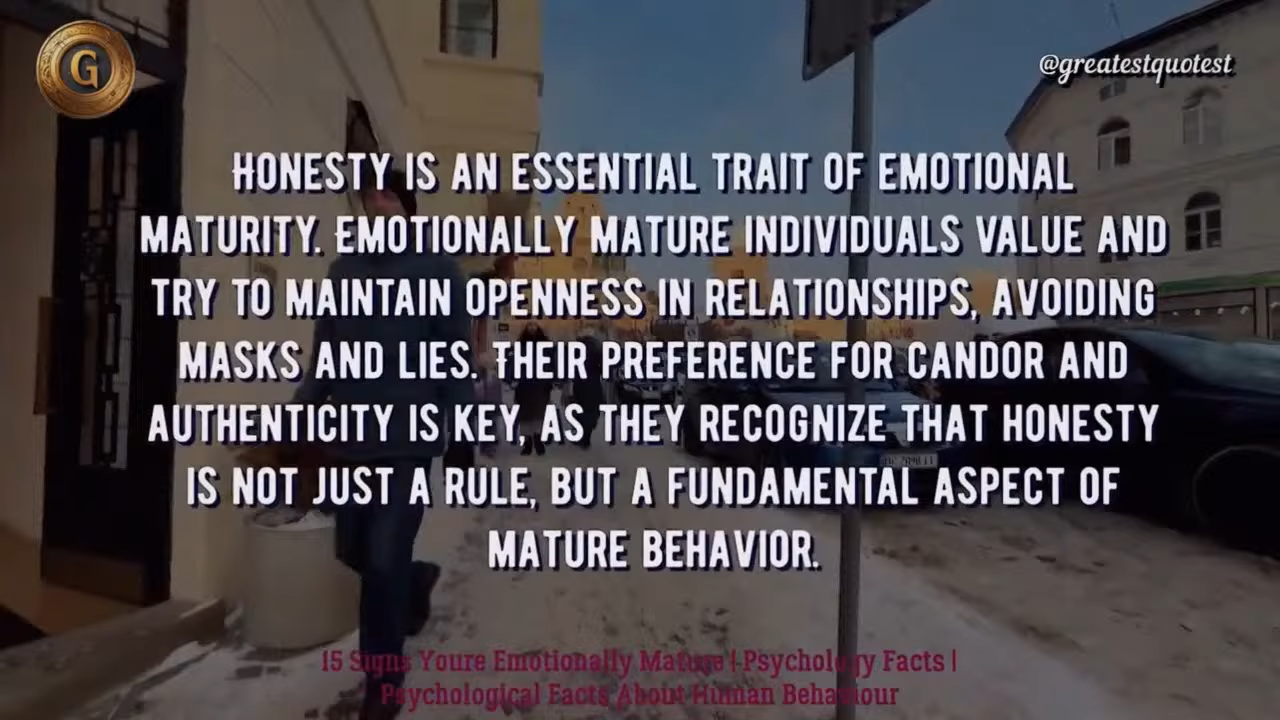 G
@greatestquotest
HONESTY IS AN ESSENTIAL TRAIT OF EMOTIONAL
MATURITY. EMOTIONALLY MATURE INDIVIDUALS VALUE AND
TRY TO MAINTAIN OPENNESS IN RELATIONSHIPS, AVOIDING
MASKS AND LIES. THEIR PREFERENCE FOR CANDOR AND
AUTHENTICITY IS KEY, AS THEY RECOGNIZE THAT HONESTY
IS NOT JUST A RULE, BUT A FUNDAMENTAL ASPECT OF
MATURE BEHAVIOR.
15 Signs Youre Emotionally Mature | Psychology Facts |
Psychological Facts About Human Behaviour